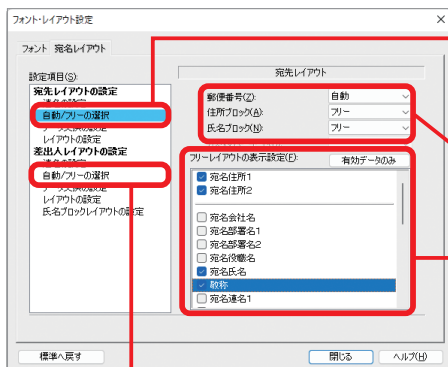 フォント・レイアウト設定
フォント 宛名レイアウト
設定項目(S):
宛先レイアウトの設定
自動/フリーの選択
レイアウトの設定
差出人レイアウトの設定
自動/フリーの選択
レイアウトの設定
氏名ブロックレイアウトの設定
宛先レイアウト
郵便番号(Z): 自動
住所ブロック(A): フリー
氏名ブロック(N): フリー
フリーレイアウトの表示設定(F): 有効データのみ
宛名住所1
宛名住所2
宛名会社名
宛名部署名1
宛名部署名2
宛名役職名
宛名氏名
敬称
宛名連名1
標準へ戻す 閉じる ヘルプ(H)